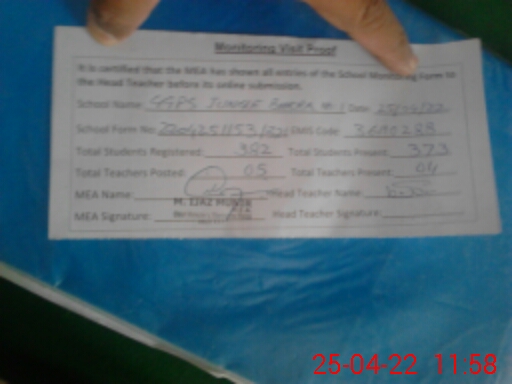 Monitoring Visit Proof
It is certified that the MEA has shown all entries of the School Monitoring Form to
the Head Teacher before its online submission.
School Name: GGPS # 1 Date: 25/04/22
School Form No: EMIS Code:
Total Students Registered: 382 Total Students Present: 373
Total Teachers Posted: 05 Total Teachers Present: 04
MEA Name: Head Teacher Name:
M. EJAZ
MEA Signature: Head Teacher Signature:
25-04-22 11:58